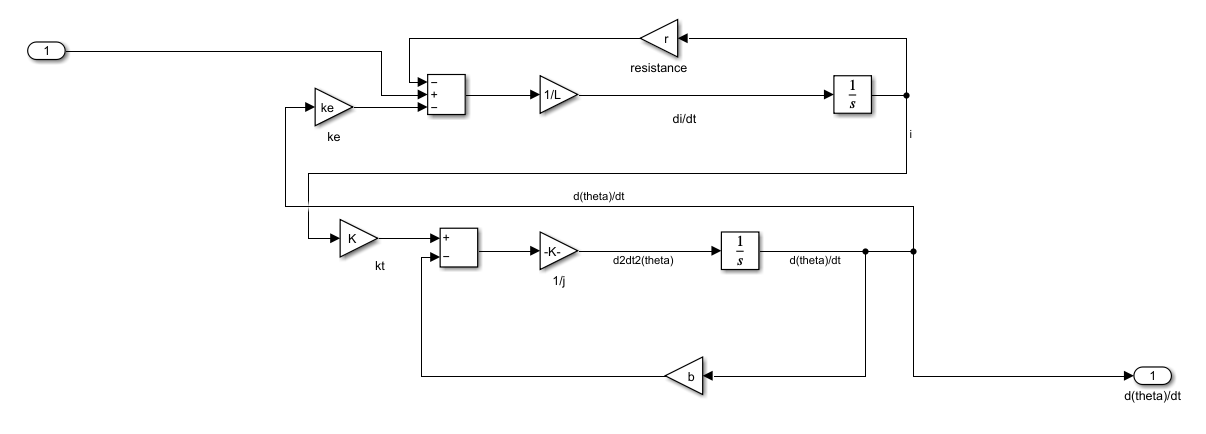 1
r
resistance
−
+
−
1/L
1
s
ke
di/dt
ke
i
d(theta)/dt
K
+
−
-K-
1
s
kt
d2dt2(theta)
d(theta)/dt
1/j
b
1
d(theta)/dt